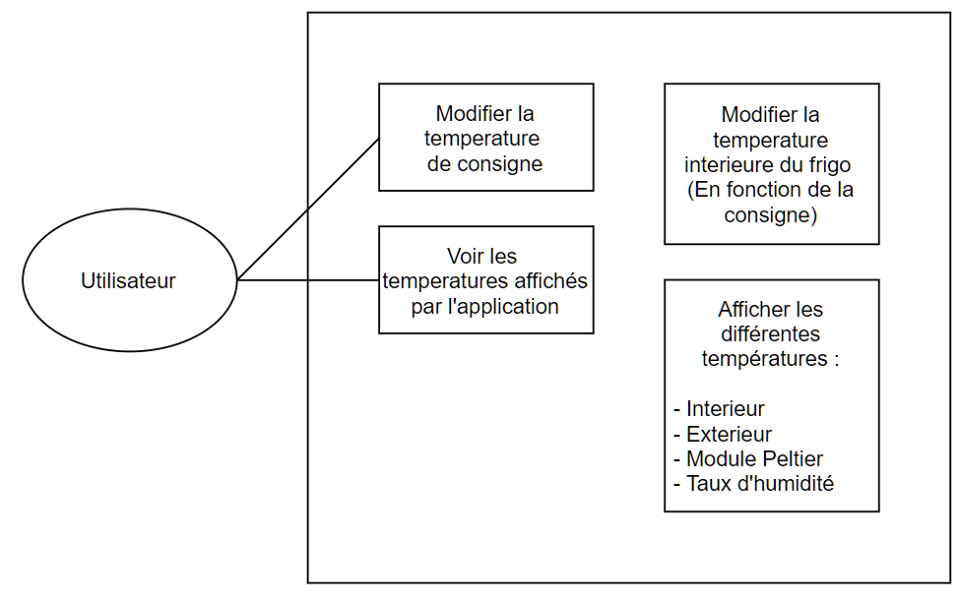 Utilisateur
Modifier la
temperature
de consigne
Voir les
temperatures affichés
par l'application
Modifier la
temperature
interieure du frigo
(En fonction de la
consigne)
Afficher les
différentes
températures :
- Interieur
- Exterieur
- Module Peltier
- Taux d'humidité